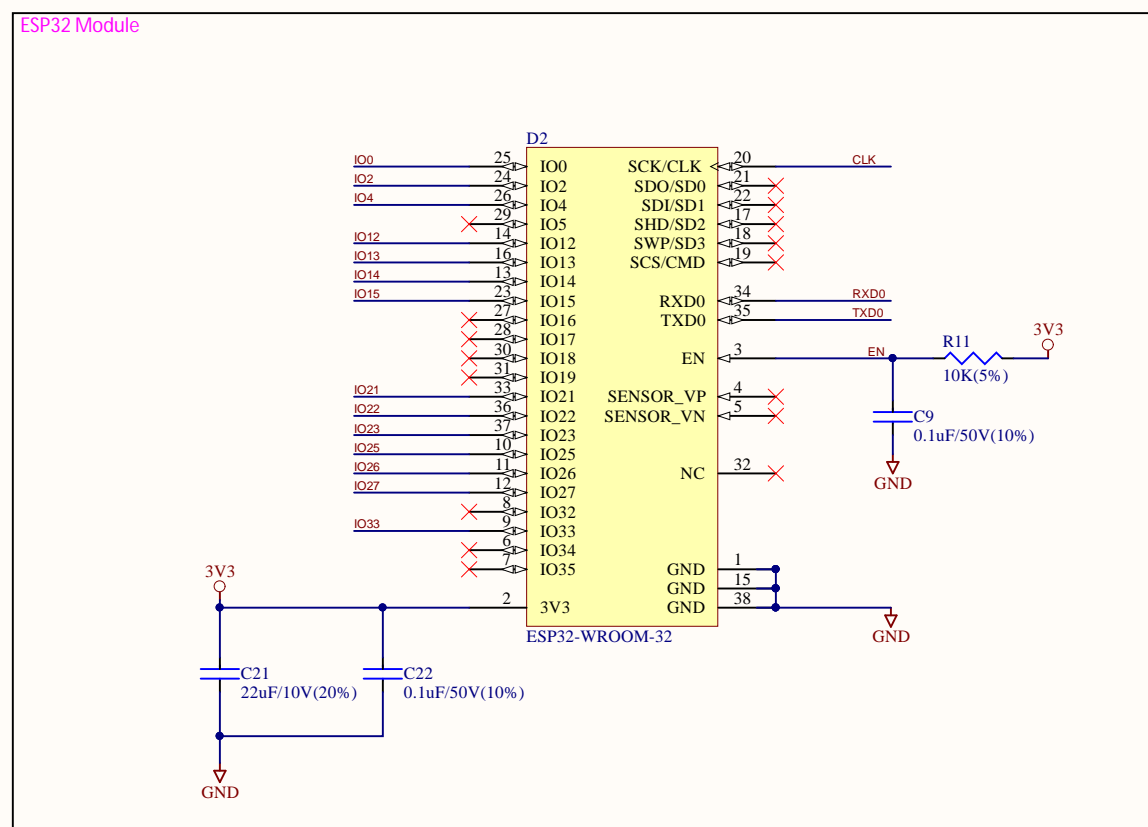 ESP32 Module
D2
IO0 25 IO0 SCK/CLK 20 CLK
IO2 24 IO2 SDO/SD0 21
IO4 26 IO4 SDI/SD1 22
29 IO5 SHD/SD2 17
IO12 14 IO12 SWP/SD3 18
IO13 16 IO13 SCS/CMD 19
IO14 13 IO14
IO15 23 IO15 RXD0 34 RXD0
27 IO16 TXD0 35 TXD0
28 IO17
30 IO18 EN 3 EN R11 3V3
10K(5%)
31 IO19
IO21 33 IO21 SENSOR_VP 4
IO22 36 IO22 SENSOR_VN 5 C9
IO23 37 IO23 0.1uF/50V(10%)
IO25 10 IO25
IO26 11 IO26 NC 32 GND
IO27 12 IO27
8 IO32
IO33 9 IO33
6 IO34
7 IO35 GND 1
3V3 GND 15
2 3V3 GND 38
ESP32-WROOM-32 GND
C21 C22
22uF/10V(20%) 0.1uF/50V(10%)
GND